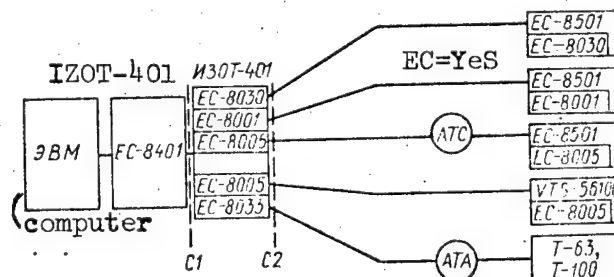 IZOT-401
ИЗОТ-401
EC=YeS
ЭВМ
EC-8401
computer
EC-8030
EC-8001
EC-8005
EC-8005
EC-8033
C1
C2
АТС
АТА
EC-8501
EC-8030
EC-8501
EC-8001
EC-8501
EC-8005
VTS-56100
EC-8005
Т-63,
Т-100